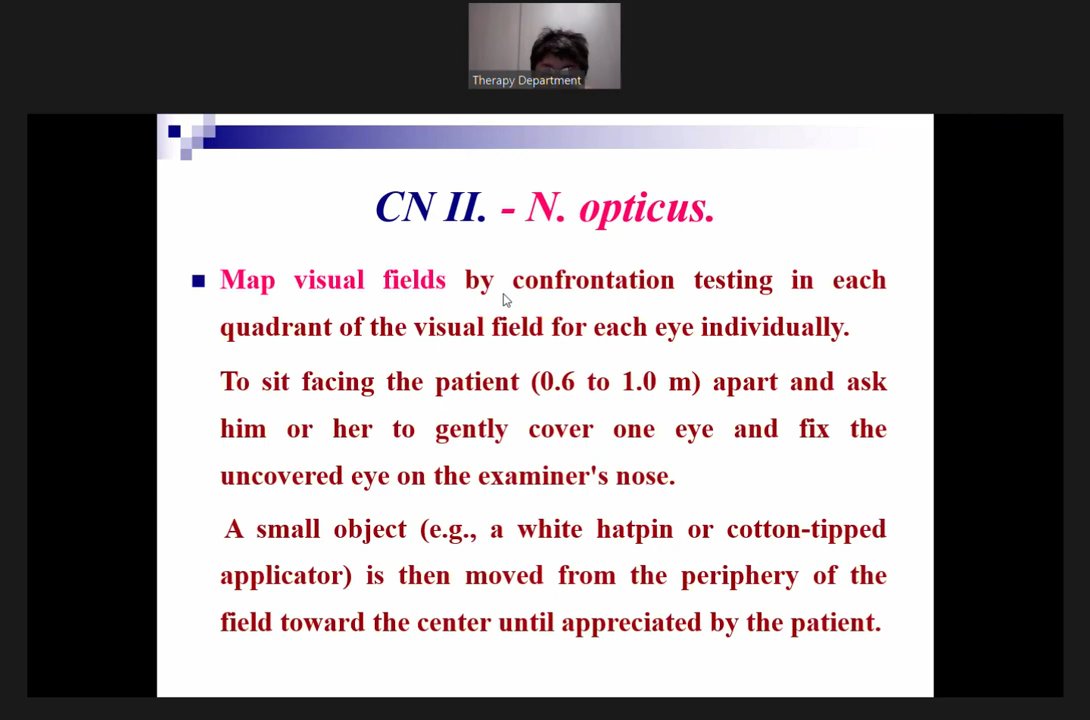 Therapy Department
CN II. - N. opticus.
Map visual fields by confrontation testing in each
quadrant of the visual field for each eye individually.
To sit facing the patient (0.6 to 1.0 m) apart and ask
him or her to gently cover one eye and fix the
uncovered eye on the examiner's nose.
A small object (e.g., a white hatpin or cotton-tipped
applicator) is then moved from the periphery of the
field toward the center until appreciated by the patient.